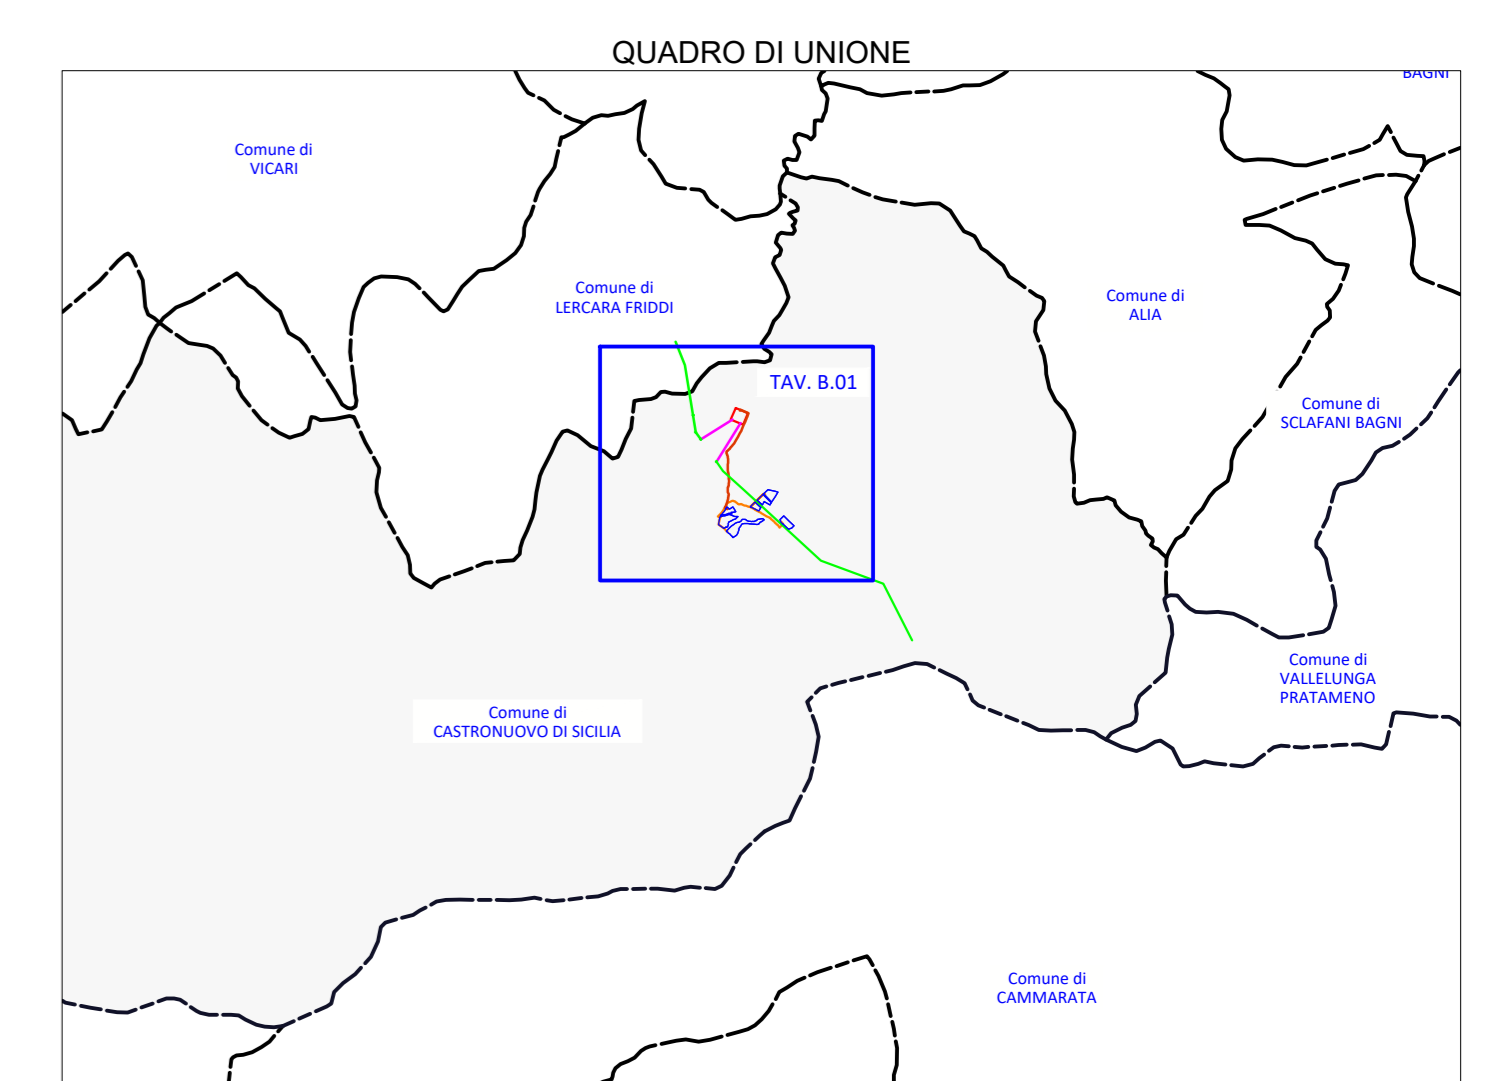 QUADRO DI UNIONE
BAGNI
Comune di
VICARI
Comune di
LERCARA FRIDDI
Comune di
ALIA
TAV. B.01
Comune di
SCLAFANI BAGNI
Comune di
VALLELUNGA
PRATAMENO
Comune di
CASTRONUOVO DI SICILIA
Comune di
CAMMARATA